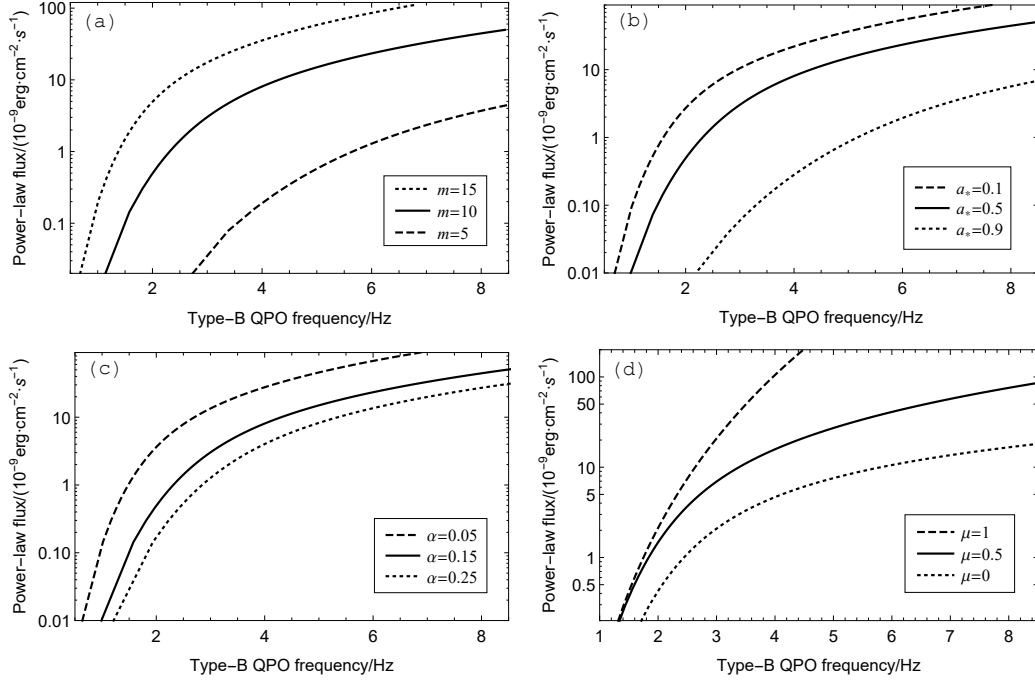 (a)
Power−law flux/(10⁻⁹erg·cm⁻²·s⁻¹)
100
10
1
0.1
m=15
m=10
m=5
2 4 6 8
Type−B QPO frequency/Hz
(b)
Power−law flux/(10⁻⁹erg·cm⁻²·s⁻¹)
10
1
0.10
0.01
a*=0.1
a*=0.5
a*=0.9
2 4 6 8
Type−B QPO frequency/Hz
(c)
Power−law flux/(10⁻⁹erg·cm⁻²·s⁻¹)
10
1
0.10
0.01
α=0.05
α=0.15
α=0.25
2 4 6 8
Type−B QPO frequency/Hz
(d)
Power−law flux/(10⁻⁹erg·cm⁻²·s⁻¹)
100
50
10
5
1
0.5
μ=1
μ=0.5
μ=0
1 2 3 4 5 6 7 8
Type−B QPO frequency/Hz